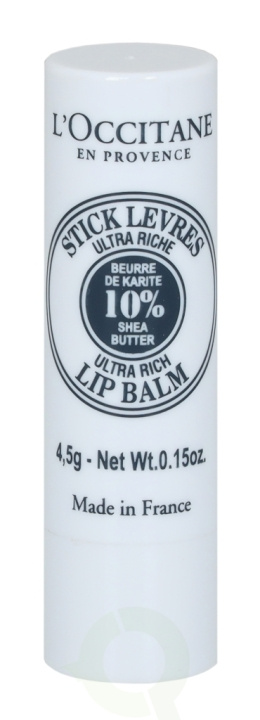 L'OCCITANE
EN PROVENCE
STICK LEVRES
ULTRA RICHE
BEURRE
DE KARITE
10%
SHEA
BUTTER
ULTRA RICH
LIP BALM
4,5g - Net Wt.0.15oz.
Made in France